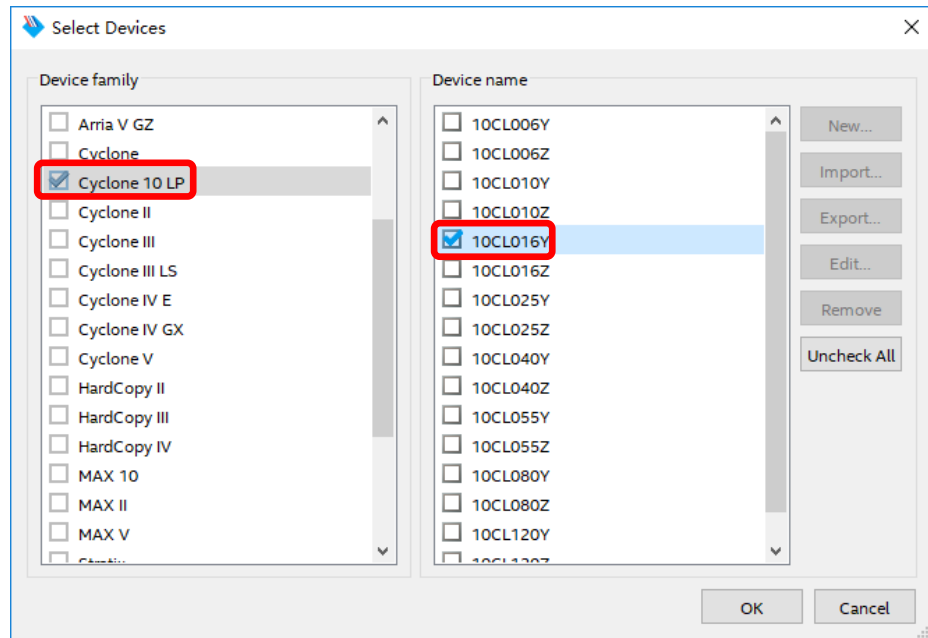 Select Devices
Device family
Arria V GZ
Cyclone
Cyclone 10 LP
Cyclone II
Cyclone III
Cyclone III LS
Cyclone IV E
Cyclone IV GX
Cyclone V
HardCopy II
HardCopy III
HardCopy IV
MAX 10
MAX II
MAX V
Device name
10CL006Y
10CL006Z
10CL010Y
10CL010Z
10CL016Y
10CL016Z
10CL025Y
10CL025Z
10CL040Y
10CL040Z
10CL055Y
10CL055Z
10CL080Y
10CL080Z
10CL120Y
New...
Import...
Export...
Edit...
Remove
Uncheck All
OK
Cancel